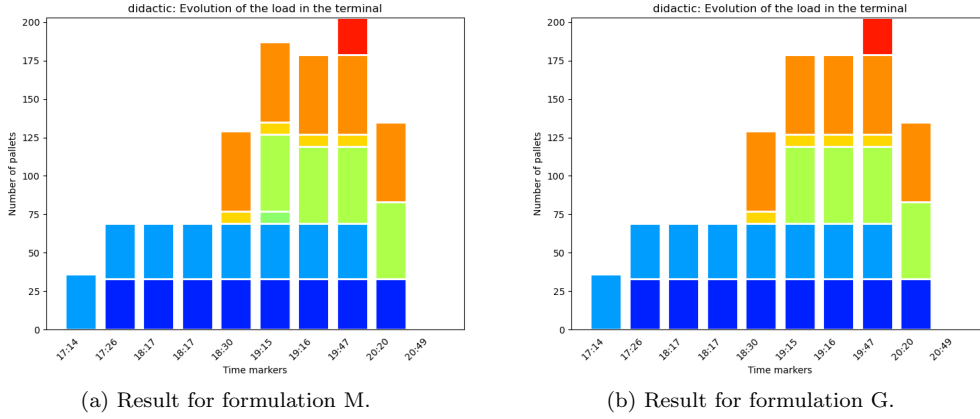 didactic: Evolution of the load in the terminal
200
175
150
125
100
75
50
25
0
Number of pallets
17:14 17:26 18:17 18:17 18:30 19:15 19:16 19:47 20:20 20:49
Time markers
(a) Result for formulation M.
didactic: Evolution of the load in the terminal
200
175
150
125
100
75
50
25
0
Number of pallets
17:14 17:26 18:17 18:17 18:30 19:15 19:16 19:47 20:20 20:49
Time markers
(b) Result for formulation G.